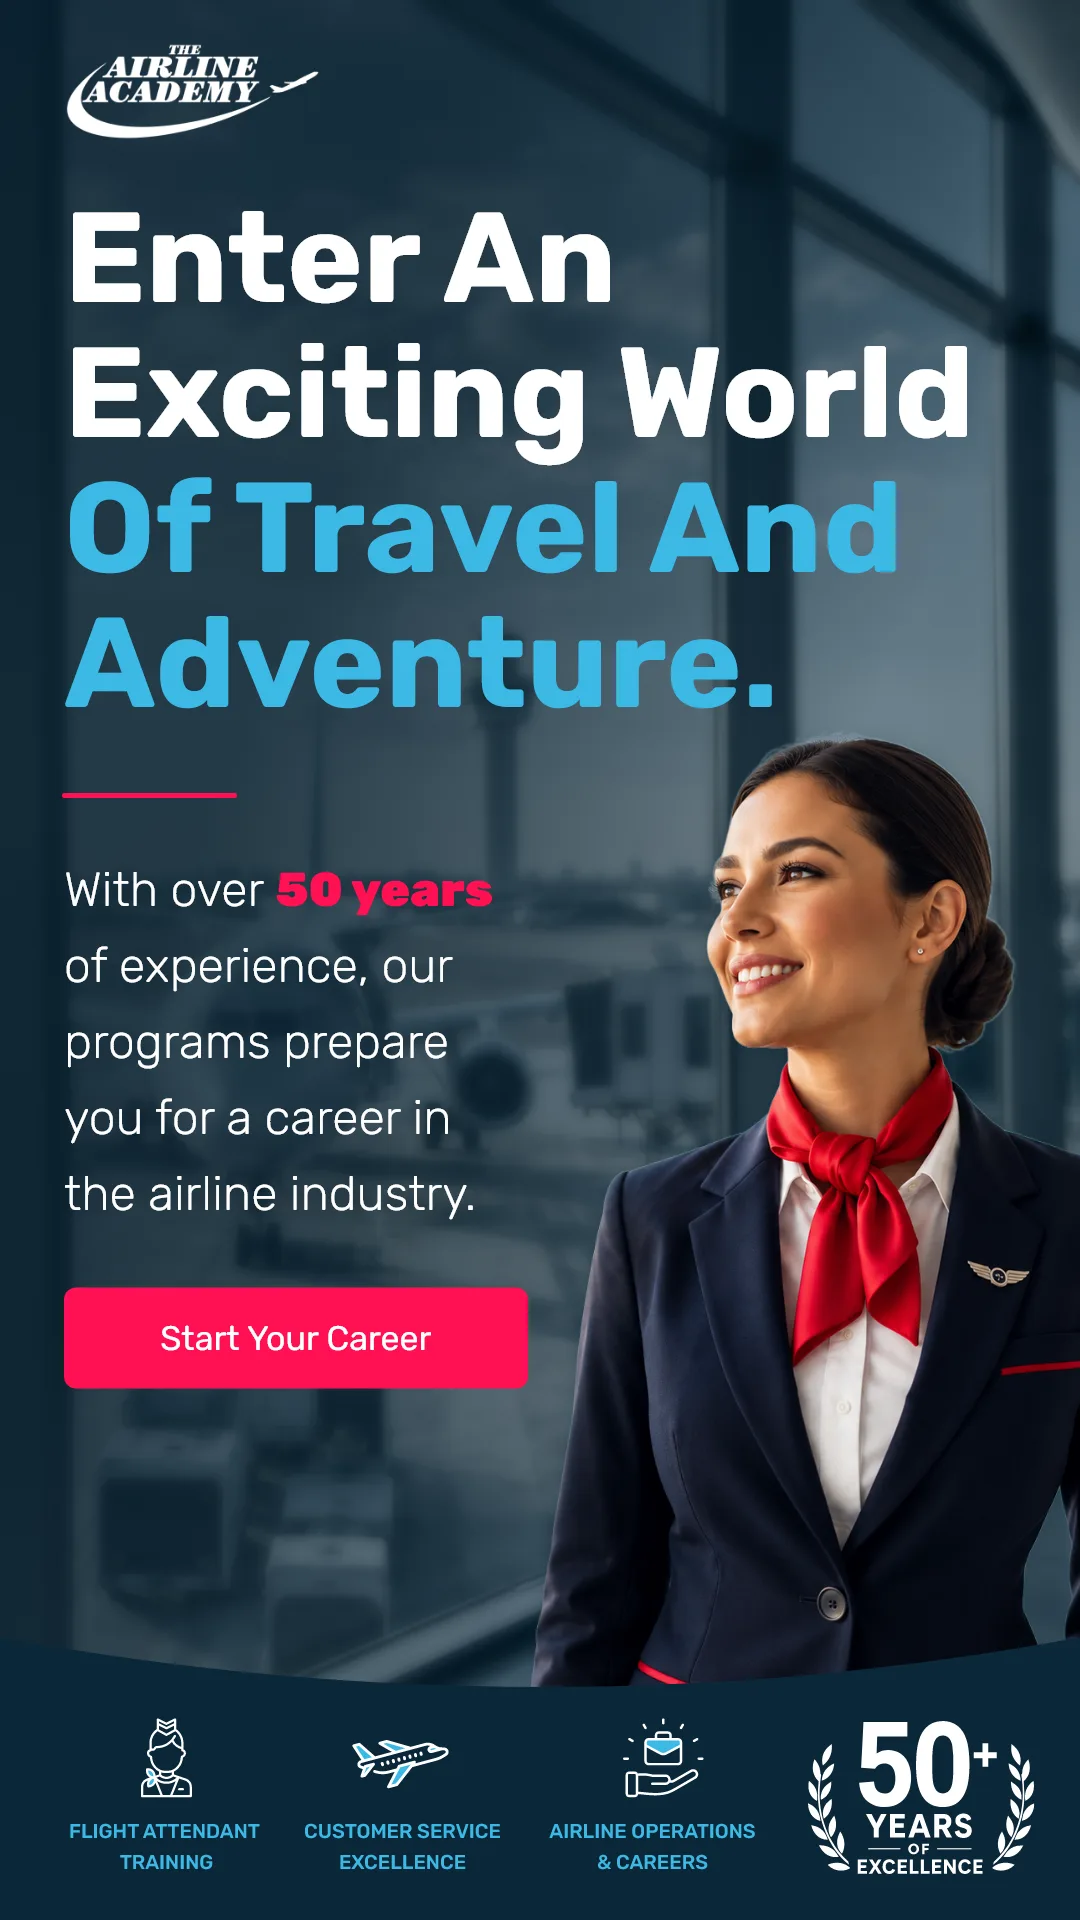 THE
AIRLINE
ACADEMY
Enter An
Exciting World
Of Travel And
Adventure.
With over 50 years
of experience, our
programs prepare
you for a career in
the airline industry.
Start Your Career
FLIGHT ATTENDANT
TRAINING
CUSTOMER SERVICE
EXCELLENCE
AIRLINE OPERATIONS
& CAREERS
50+
YEARS
OF
EXCELLENCE